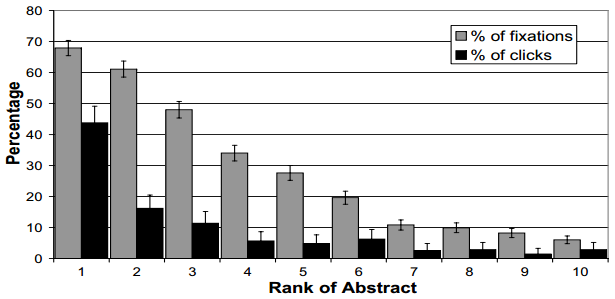 80
70
60
50
40
30
20
10
0
Percentage
% of fixations
% of clicks
1 2 3 4 5 6 7 8 9 10
Rank of Abstract